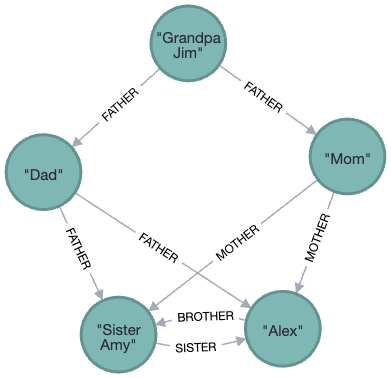 "Grandpa
Jim"
FATHER
FATHER
"Dad"
"Mom"
FATHER
FATHER
MOTHER
MOTHER
"Sister
Amy"
BROTHER
SISTER
"Alex"